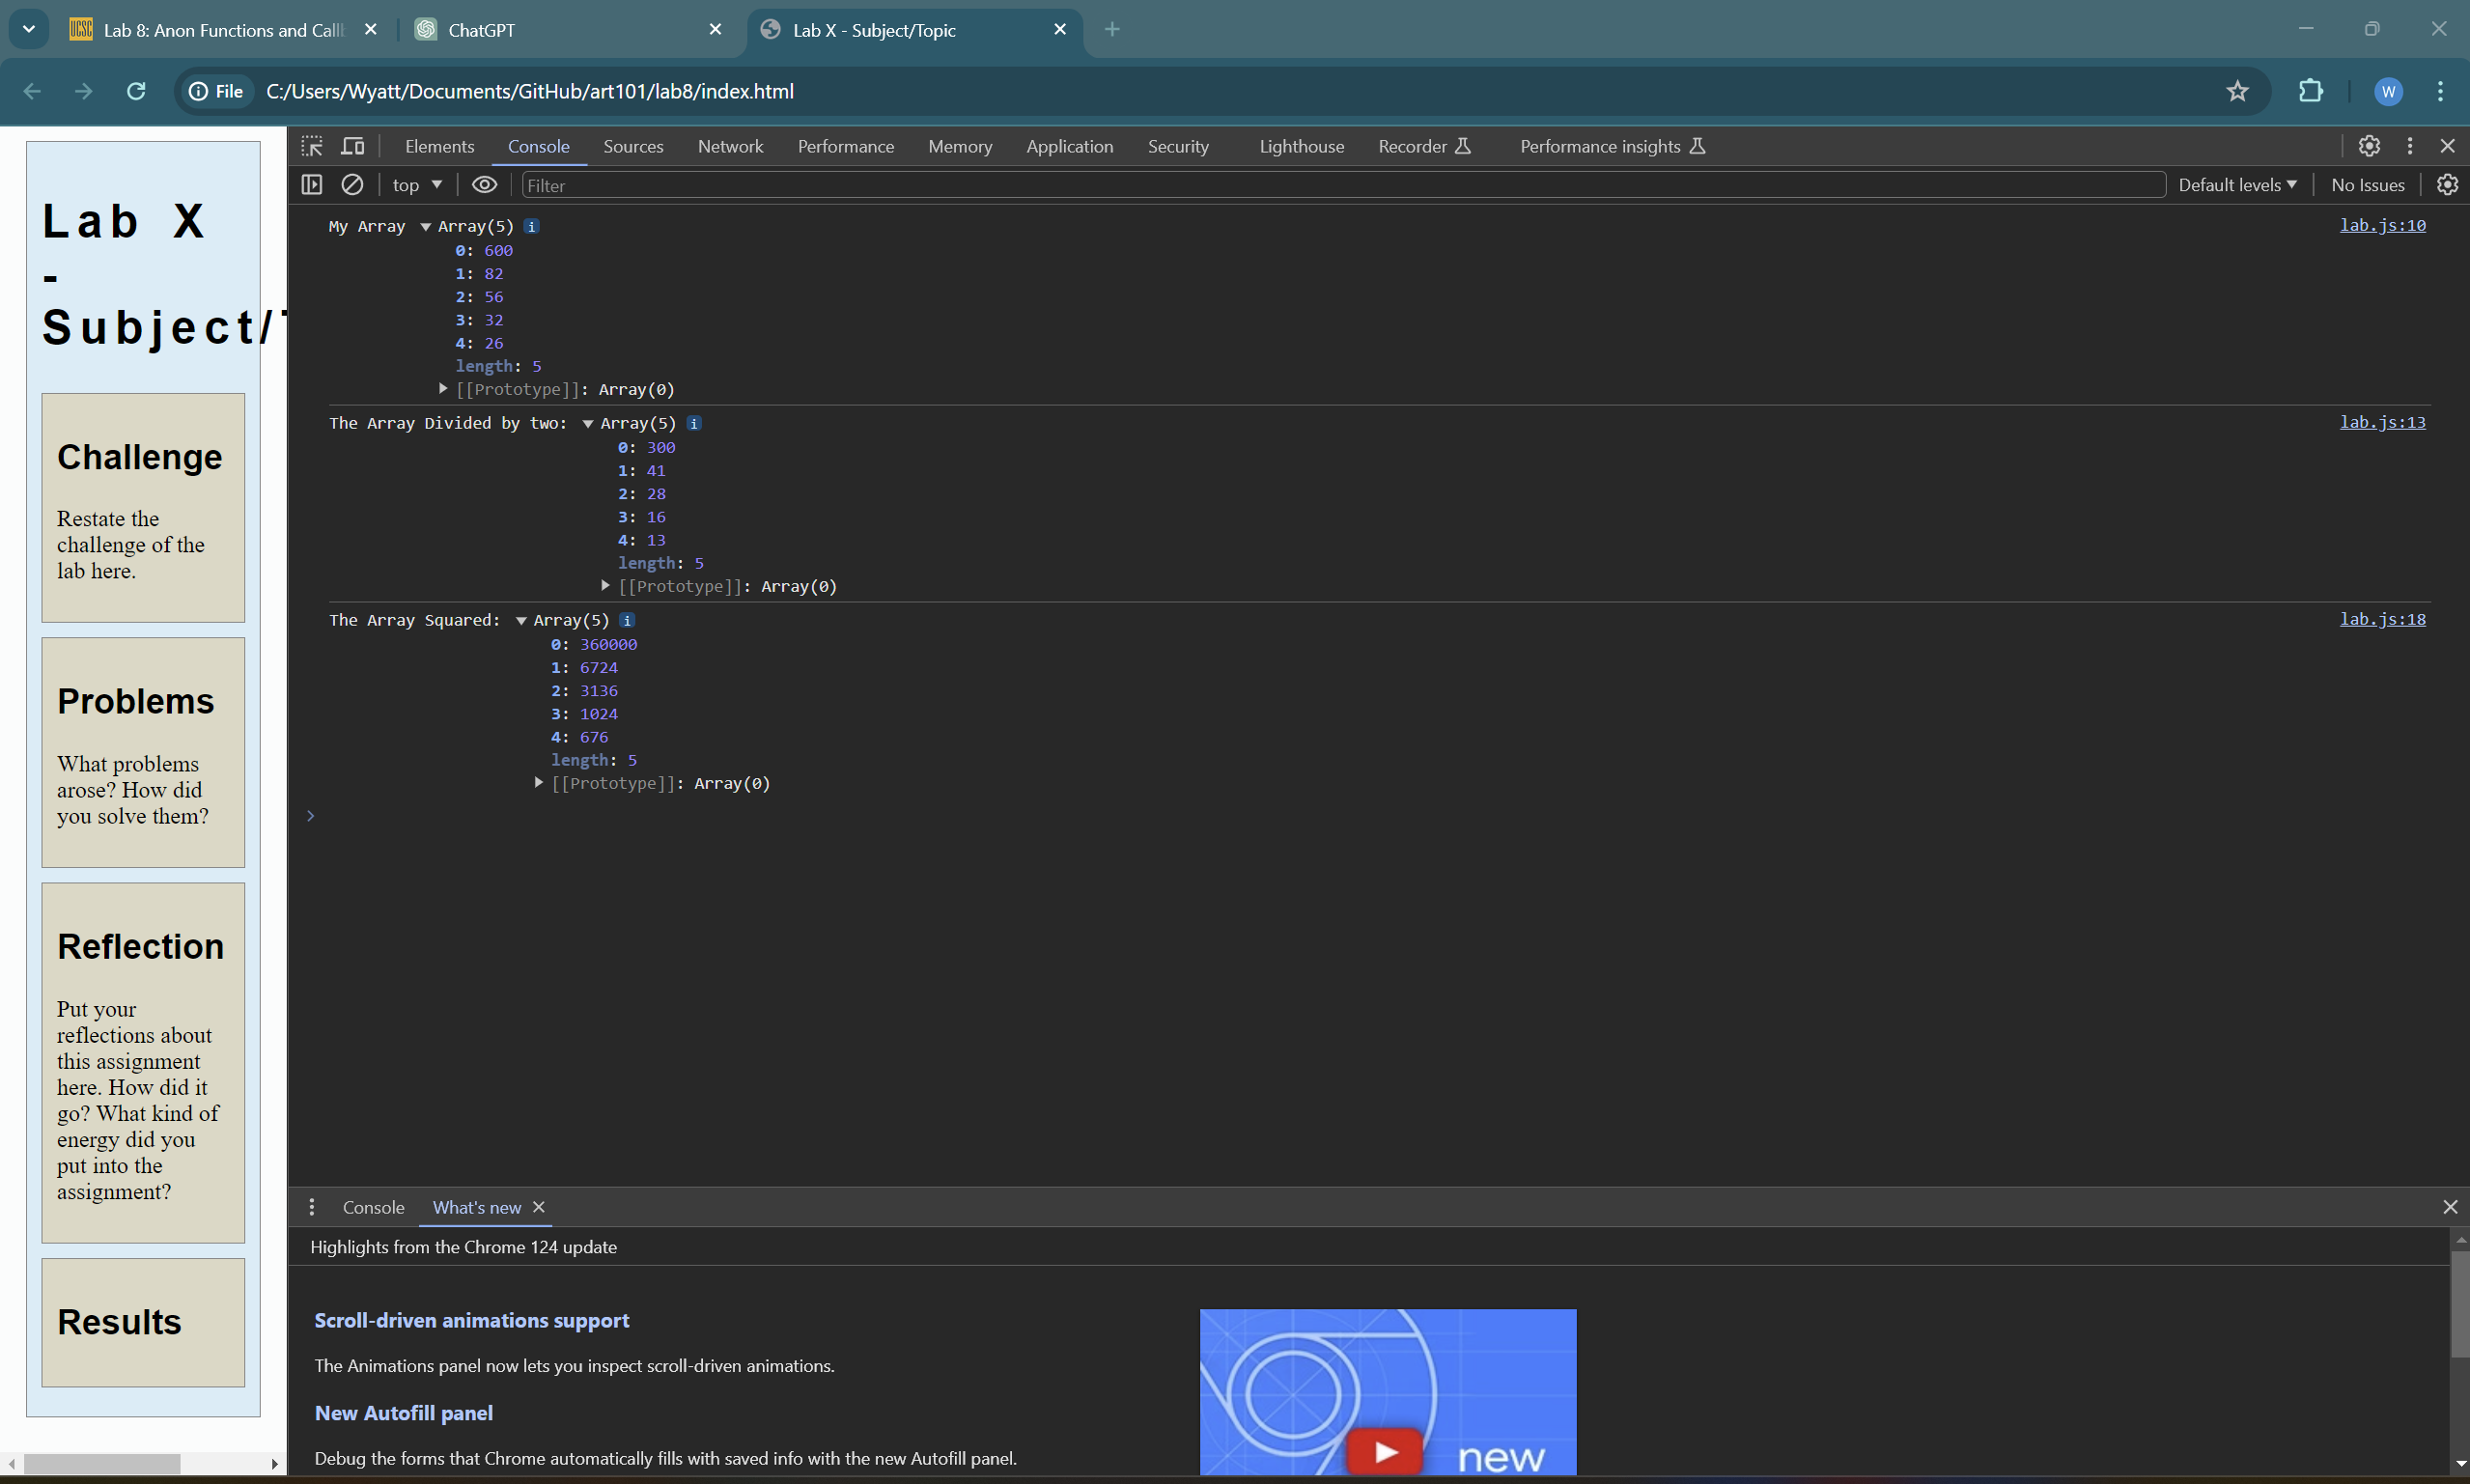 Lab 8: Anon Functions and Call
ChatGPT
Lab X - Subject/Topic
File C:/Users/Wyatt/Documents/GitHub/art101/lab8/index.html
W
Lab X
-
Subject/
Challenge
Restate the
challenge of the
lab here.
Problems
What problems
arose? How did
you solve them?
Reflection
Put your
reflections about
this assignment
here. How did it
go? What kind of
energy did you
put into the
assignment?
Results
Elements Console Sources Network Performance Memory Application Security Lighthouse Recorder Performance insights
top Filter Default levels No Issues
My Array Array(5) lab.js:10
0: 600
1: 82
2: 56
3: 32
4: 26
length: 5
[[Prototype]]: Array(0)
The Array Divided by two: Array(5) lab.js:13
0: 300
1: 41
2: 28
3: 16
4: 13
length: 5
[[Prototype]]: Array(0)
The Array Squared: Array(5) lab.js:18
0: 360000
1: 6724
2: 3136
3: 1024
4: 676
length: 5
[[Prototype]]: Array(0)
Console What's new
Highlights from the Chrome 124 update
Scroll-driven animations support
The Animations panel now lets you inspect scroll-driven animations.
New Autofill panel
Debug the forms that Chrome automatically fills with saved info with the new Autofill panel.
new